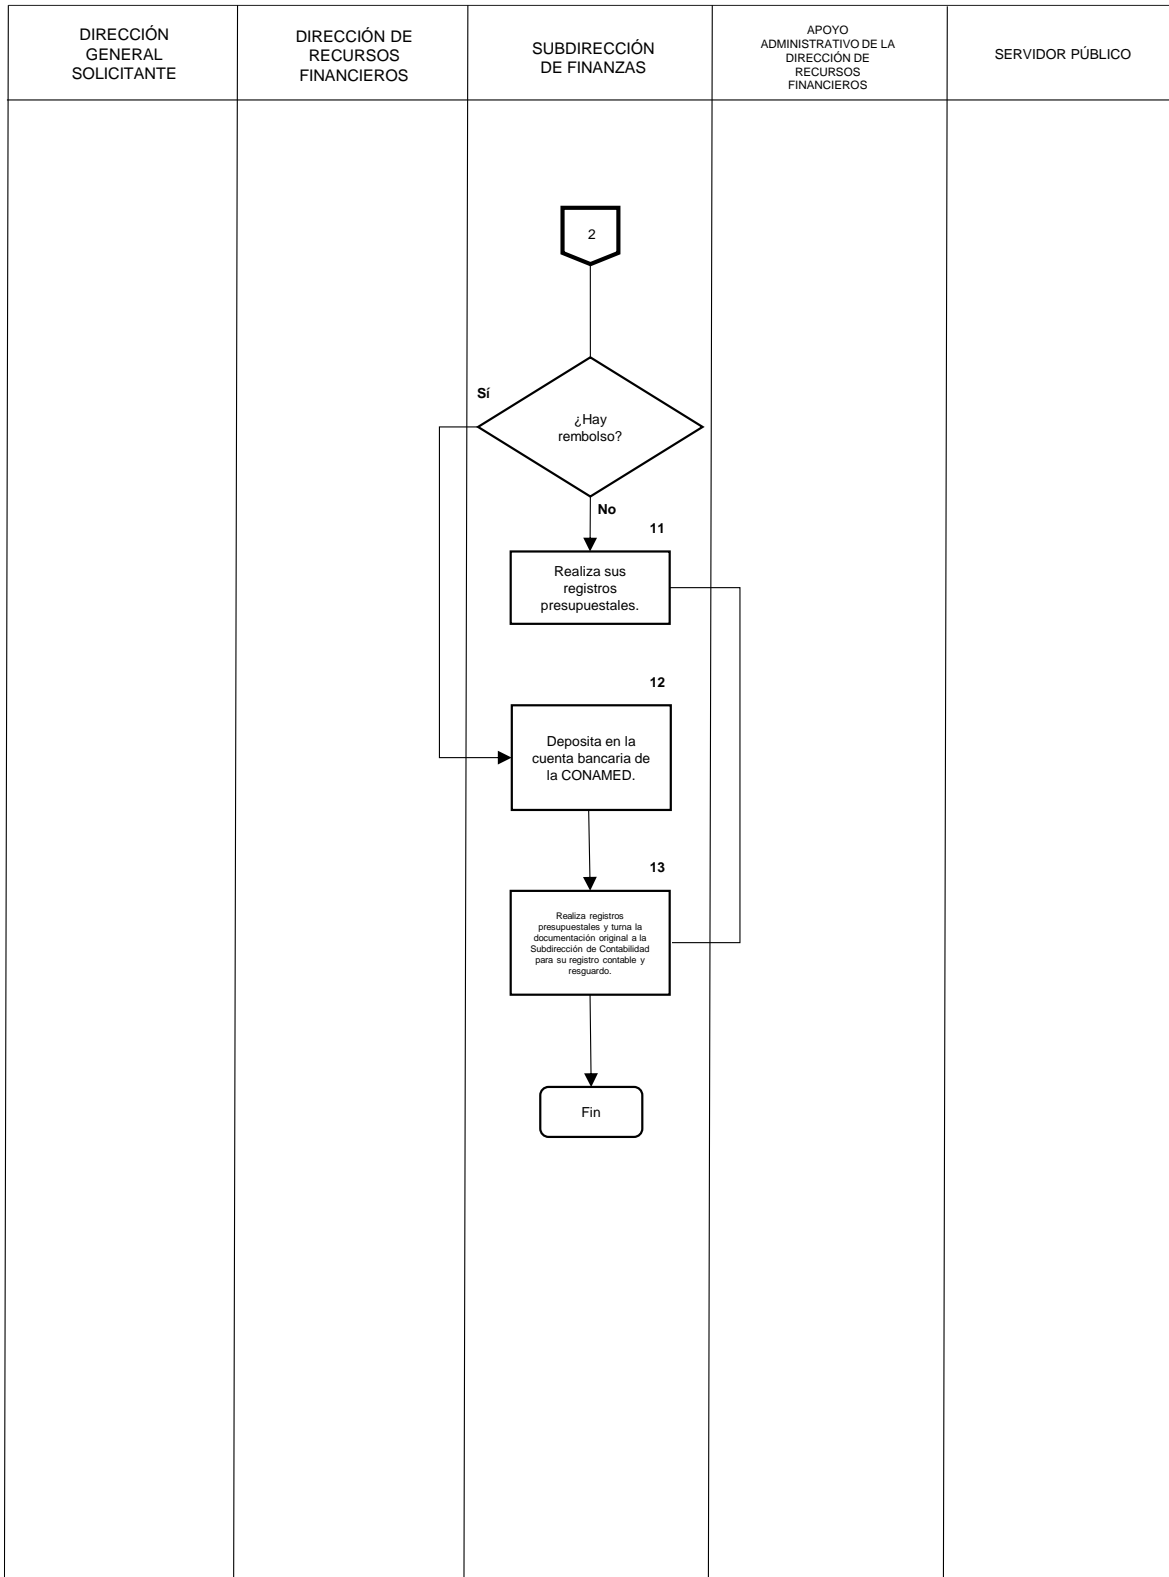 DIRECCIÓN
GENERAL
SOLICITANTE
DIRECCIÓN DE
RECURSOS
FINANCIEROS
SUBDIRECCIÓN
DE FINANZAS
APOYO
ADMINISTRATIVO DE LA
DIRECCIÓN DE
RECURSOS
FINANCIEROS
SERVIDOR PÚBLICO
2
Sí
¿Hay
rembolso?
No
11
Realiza sus
registros
presupuestales.
12
Deposita en la
cuenta bancaria de
la CONAMED.
13
Realiza registros
presupuestales y turna la
documentación original a la
Subdirección de Contabilidad
para su registro contable y
resguardo.
Fin